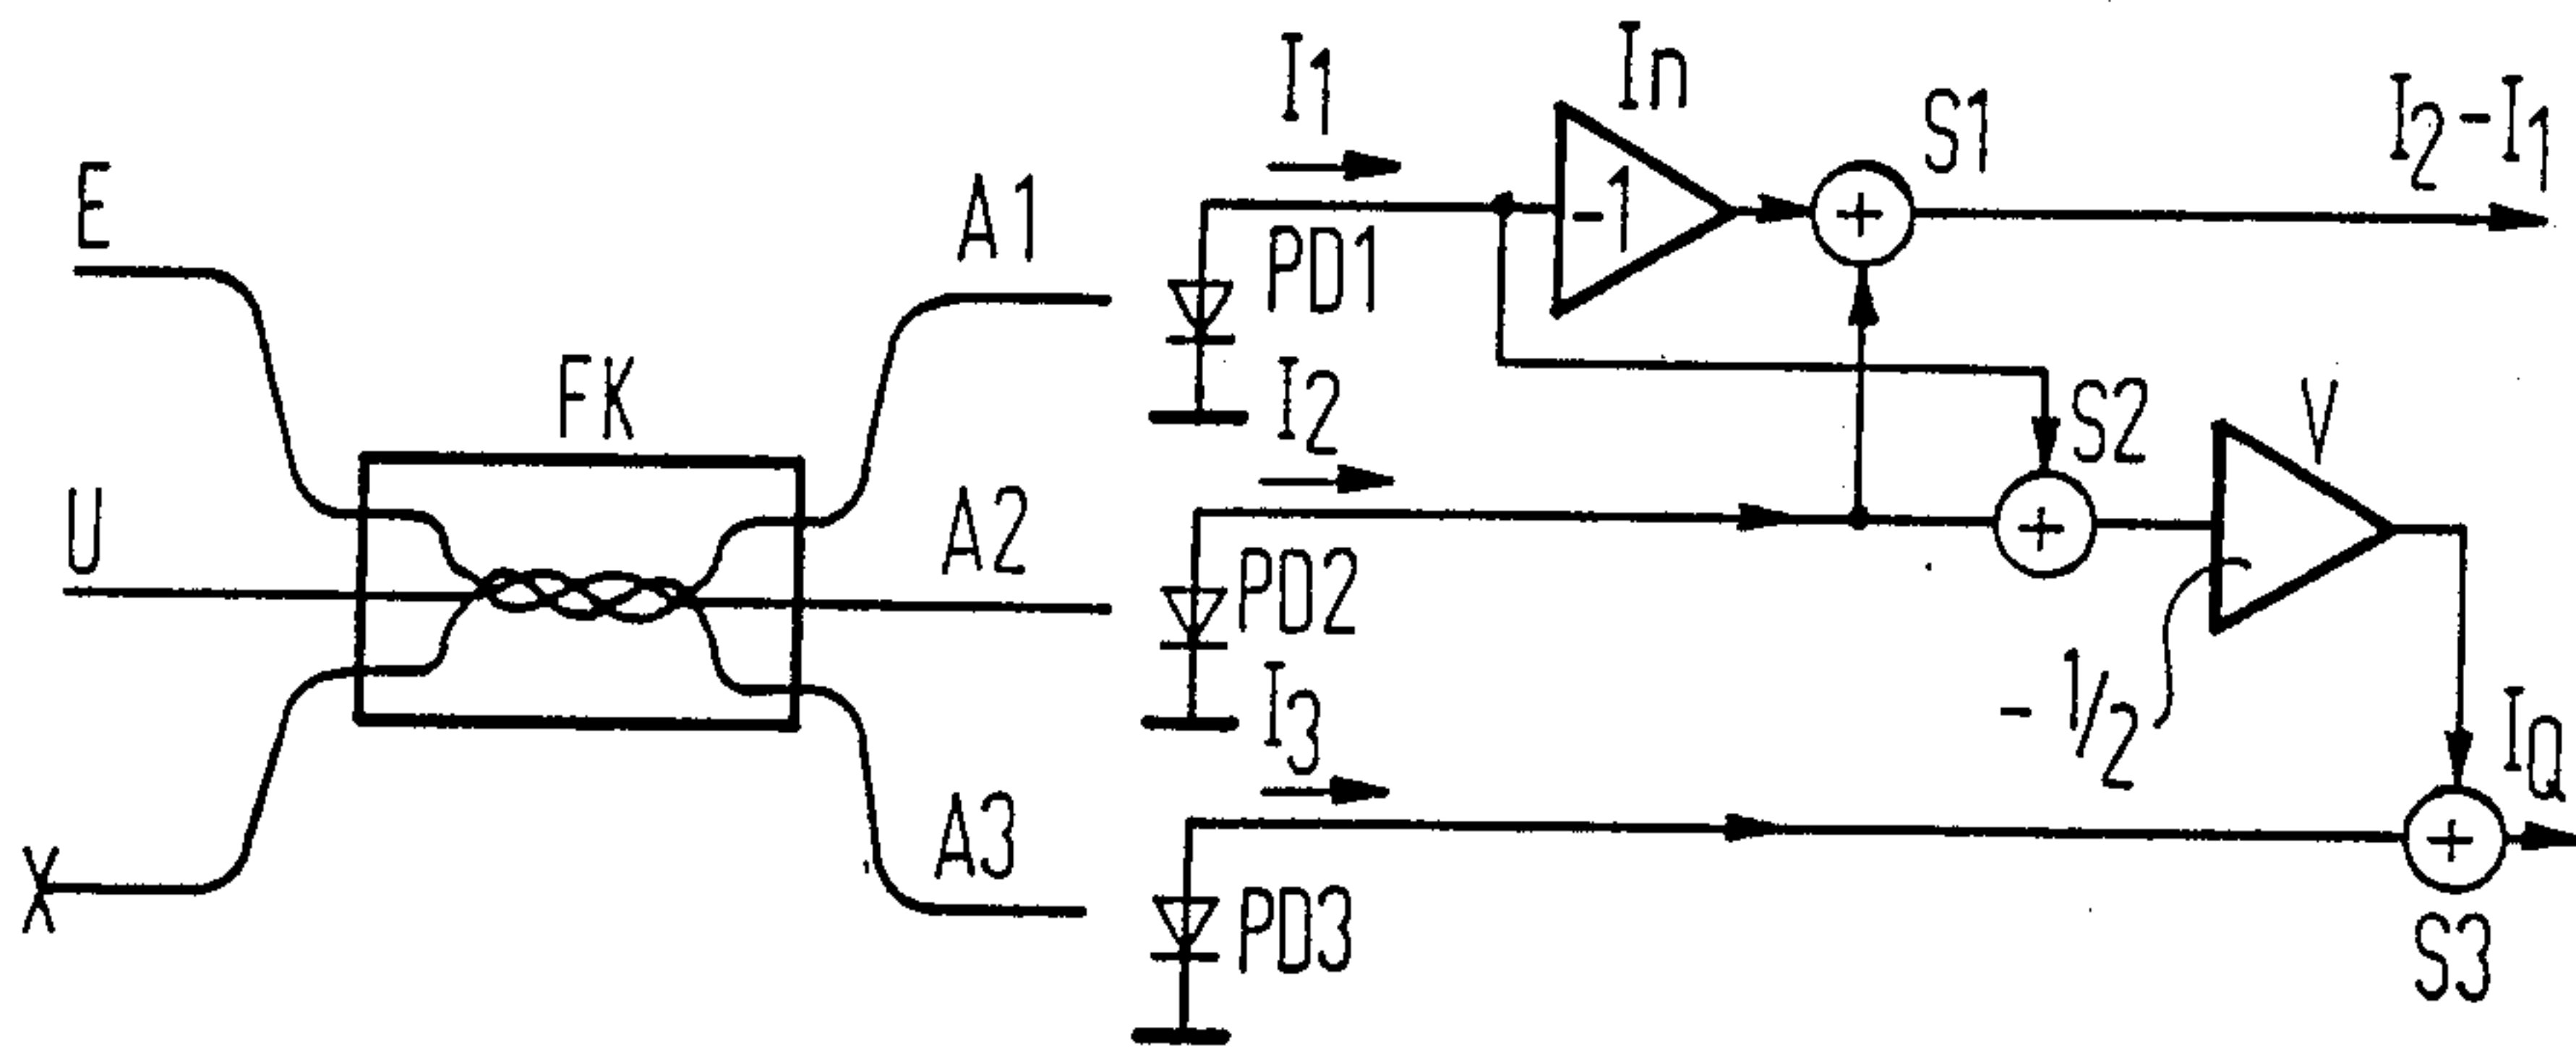 E
U
X
FK
A1
A2
A3
I1
PD1
I2
PD2
I3
PD3
In
-1
S1
I2-I1
S2
V
-1/2
IQ
S3
+
+
+